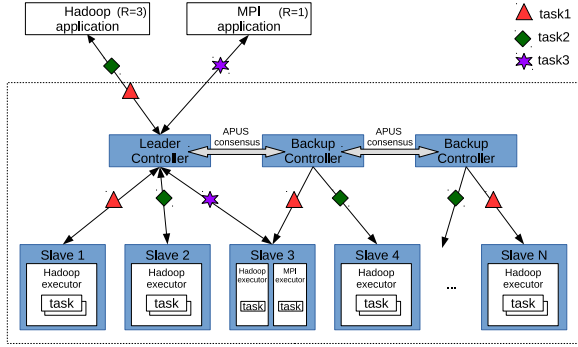 Hadoop (R=3)
application
MPI (R=1)
application
task1
task2
task3
Leader
Controller
APUS
consensus
Backup
Controller
APUS
consensus
Backup
Controller
Slave 1
Hadoop
executor
task
Slave 2
Hadoop
executor
task
Slave 3
Hadoop
executor
task
MPI
executor
task
Slave 4
Hadoop
executor
task
...
Slave N
Hadoop
executor
task